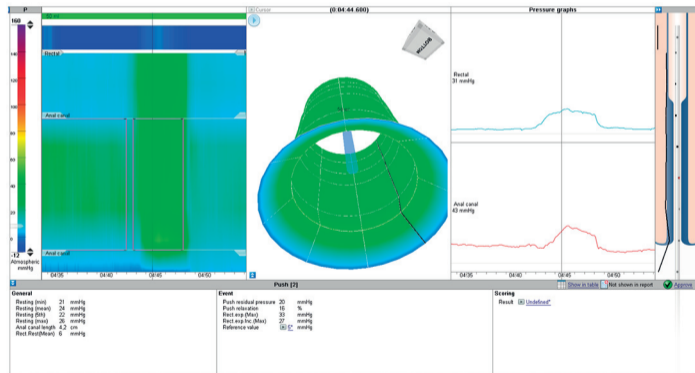 P
Cursor
(0:04:44.680)
Pressure graphs
160
Rectal
Anal canal
Anal canal
-12
Atmospheric
mmHg
04:35
04:40
04:45
04:50
BOTTOM
Rectal
31 mmHg
Anal canal
43 mmHg
04:35
04:40
04:45
04:50
Push [2]
Show in table
Not shown in report
Approve
General
Resting (min) 21 mmHg
Resting (mean) 24 mmHg
Resting (5th) 22 mmHg
Resting (max) 26 mmHg
Anal canal length 4,2 cm
Rect.Rest(Mean) 6 mmHg
Event
Push residual pressure 20 mmHg
Push relaxation 16 %
Rect.exp.(Max) 33 mmHg
Rect.exp.Inc.(Max) 27 mmHg
Reference value 5* mmHg
Scoring
Result Undefined*